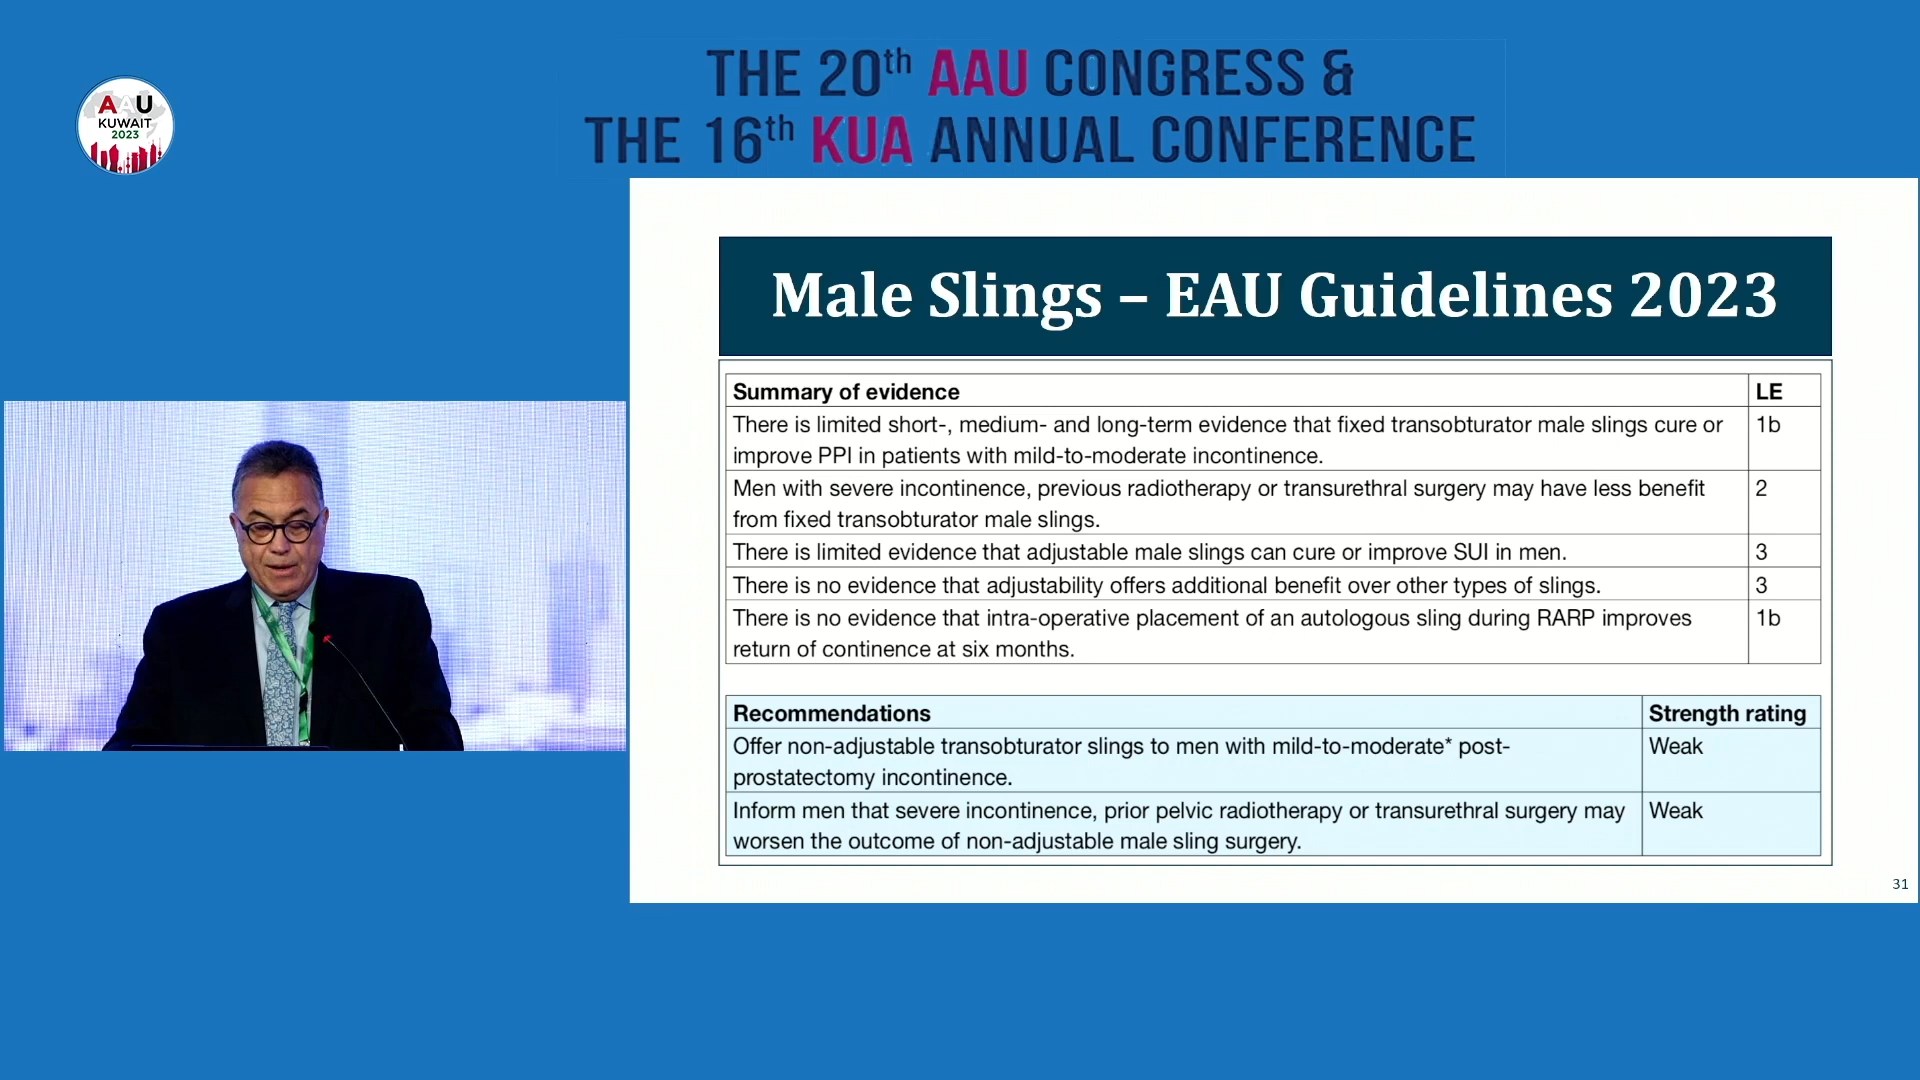 THE 20th AAU CONGRESS &
THE 16th KUA ANNUAL CONFERENCE
AAU
KUWAIT
2023
Male Slings – EAU Guidelines 2023
Summary of evidence LE
There is limited short-, medium- and long-term evidence that fixed transobturator male slings cure or 1b
improve PPI in patients with mild-to-moderate incontinence.
Men with severe incontinence, previous radiotherapy or transurethral surgery may have less benefit 2
from fixed transobturator male slings.
There is limited evidence that adjustable male slings can cure or improve SUI in men. 3
There is no evidence that adjustability offers additional benefit over other types of slings. 3
There is no evidence that intra-operative placement of an autologous sling during RARP improves 1b
return of continence at six months.
Recommendations Strength rating
Offer non-adjustable transobturator slings to men with mild-to-moderate* post- Weak
prostatectomy incontinence.
Inform men that severe incontinence, prior pelvic radiotherapy or transurethral surgery may Weak
worsen the outcome of non-adjustable male sling surgery.
31